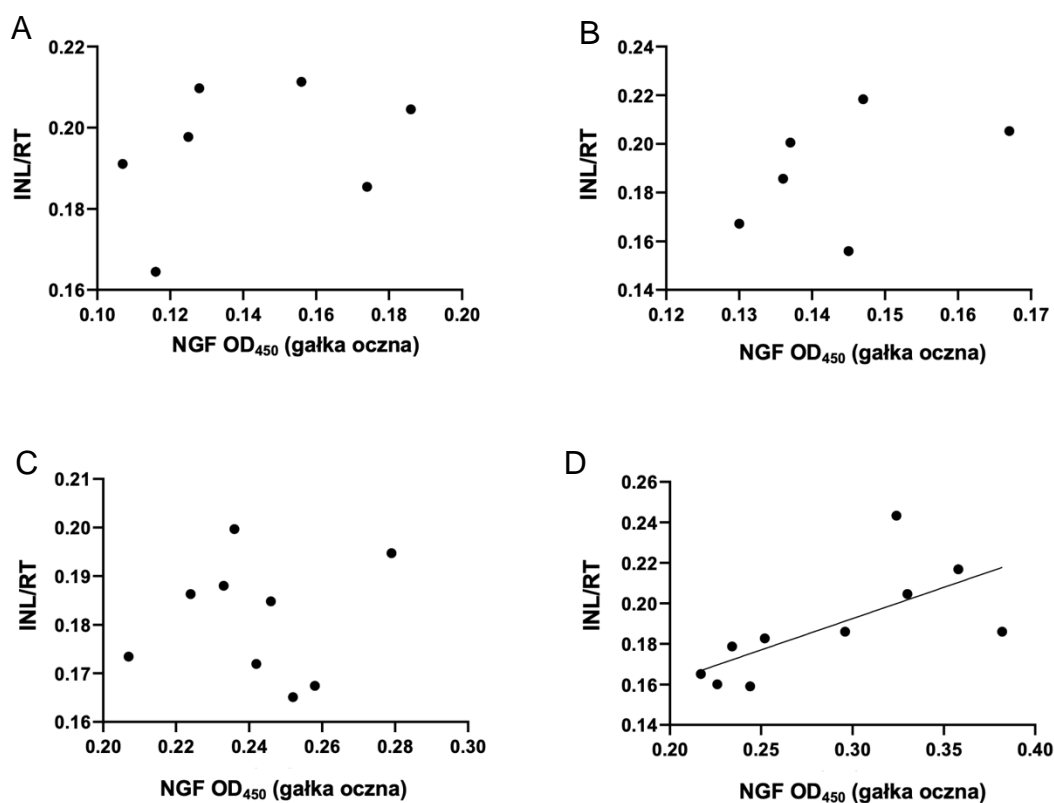 A
0.22
0.20
0.18
0.16
INL/RT
0.10 0.12 0.14 0.16 0.18 0.20
NGF OD₄₅₀ (gałka oczna)
B
0.24
0.22
0.20
0.18
0.16
0.14
INL/RT
0.12 0.13 0.14 0.15 0.16 0.17
NGF OD₄₅₀ (gałka oczna)
C
0.21
0.20
0.19
0.18
0.17
0.16
INL/RT
0.20 0.22 0.24 0.26 0.28 0.30
NGF OD₄₅₀ (gałka oczna)
D
0.26
0.24
0.22
0.20
0.18
0.16
0.14
INL/RT
0.20 0.25 0.30 0.35 0.40
NGF OD₄₅₀ (gałka oczna)